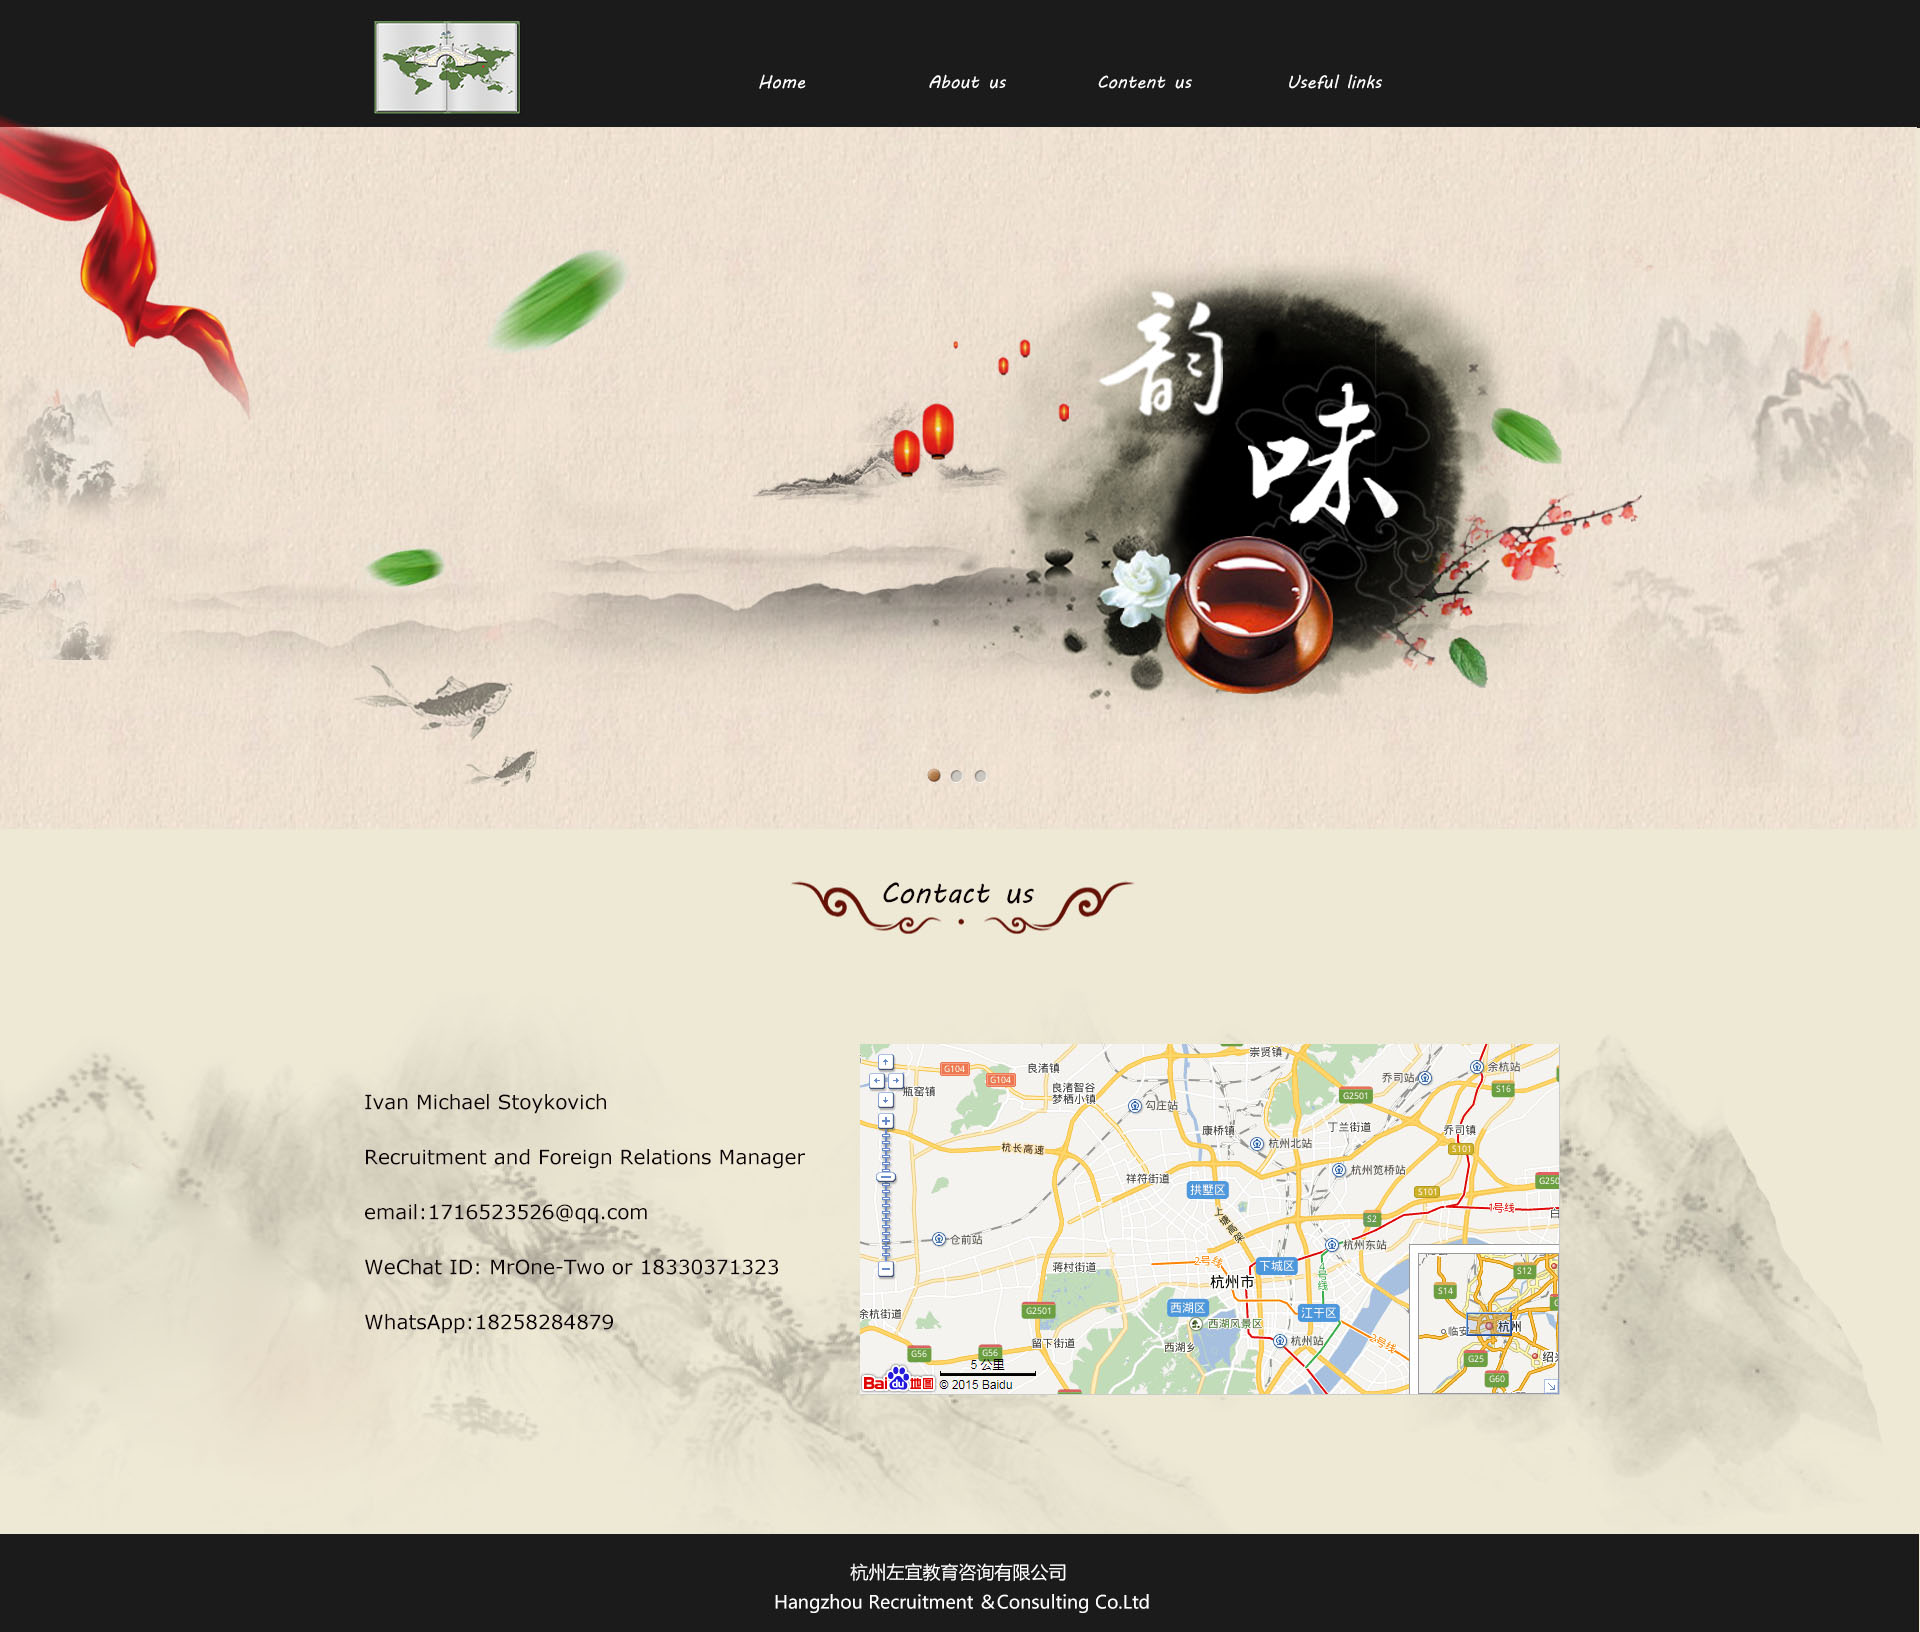 Home
About us
Content us
Useful links
韵
味
Contact us
Ivan Michael Stoykovich
Recruitment and Foreign Relations Manager
email:1716523526@qq.com
WeChat ID: MrOne-Two or 18330371323
WhatsApp:18258284879
崇贤镇
良渚镇
G104
G104
瓶窑镇
良渚智谷
梦栖小镇
勾庄站
乔司站
余杭站
S16
G2501
康桥镇
杭州北站
丁兰街道
乔司镇
S101
杭长高速
祥符街道
杭州笕桥站
拱墅区
S101
G250
1号线
S2
仓前站
杭州东站
蒋村街道
2号线
下城区
4号线
杭州市
G2501
西湖区
江干区
余杭街道
西湖风景区
留下街道
西湖乡
杭州站
2号线
G56
G56
5 公里
Bai du 地图
© 2015 Baidu
S12
S14
临安
杭州
G25
绍
G60
杭州左宜教育咨询有限公司
Hangzhou Recruitment &Consulting Co.Ltd